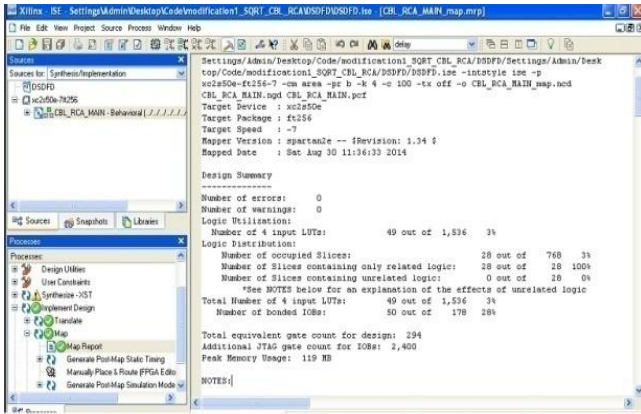 Xilinx - ISE - Settings\Admin\Desktop\Code\modification1_SQRT_CBL_RCA\DSDFD\DSDFD.ise - [CBL_RCA_MAIN_map.mrp]
File Edit View Project Source Process Window Help
delay
Sources
Sources for: Synthesis/Implementation
DSDFD
xc2s50e-7ft256
CBL_RCA_MAIN - Behavioral
Sources Snapshots Libraries
Processes
Processes:
Design Utilities
User Constraints
Synthesize - XST
Implement Design
Translate
Map
Map Report
Generate Post-Map Static Timing
Manually Place & Route (FPGA Edito
Generate Post-Map Simulation Mode
Settings/Admin/Desktop/Code/modification1_SQRT_CBL_RCA/DSDFD/Settings/Admin/Desk
top/Code/modification1_SQRT_CBL_RCA/DSDFD/DSDFD.ise -intstyle ise -p
xc2s50e-ft256-7 -cm area -pr b -k 4 -c 100 -tx off -o CBL_RCA_MAIN_map.ncd
CBL_RCA_MAIN.ngd CBL_RCA_MAIN.pcf
Target Device : xc2s50e
Target Package : ft256
Target Speed : -7
Mapper Version : spartan2e -- $Revision: 1.34 $
Mapped Date : Sat Aug 30 11:36:33 2014
Design Summary
--------------
Number of errors: 0
Number of warnings: 0
Logic Utilization:
Number of 4 input LUTs: 49 out of 1,536 3%
Logic Distribution:
Number of occupied Slices: 28 out of 768 3%
Number of Slices containing only related logic: 28 out of 28 100%
Number of Slices containing unrelated logic: 0 out of 28 0%
*See NOTES below for an explanation of the effects of unrelated logic
Total Number of 4 input LUTs: 49 out of 1,536 3%
Number of bonded IOBs: 50 out of 178 28%
Total equivalent gate count for design: 294
Additional JTAG gate count for IOBs: 2,400
Peak Memory Usage: 119 MB
NOTES: